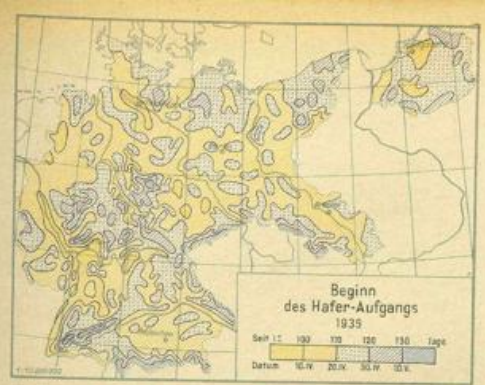 Beginn
des Hafer-Aufgangs
1935
Seit 1.I. 100 110 120 130 Tage
Datum 10.IV. 20.IV. 30.IV. 10.V.